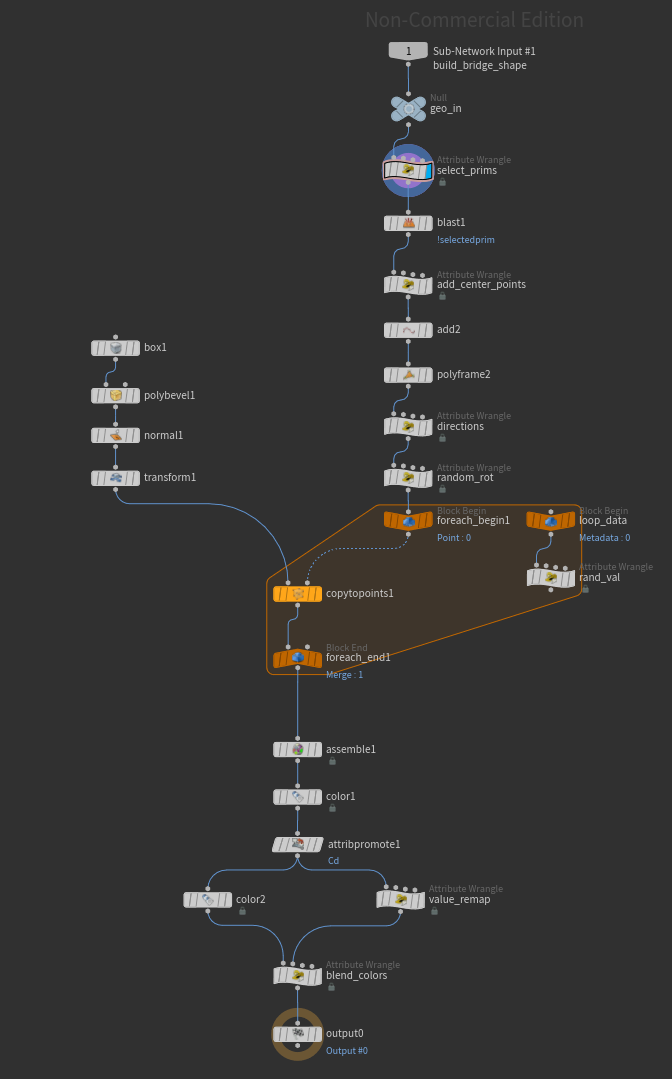 Non-Commercial Edition
1
Sub-Network Input #1
build_bridge_shape
Null
geo_in
Attribute Wrangle
select_prims
blast1
!selectedprim
Attribute Wrangle
add_center_points
add2
box1
polyframe2
polybevel1
Attribute Wrangle
directions
normal1
Attribute Wrangle
random_rot
transform1
Block Begin
foreach_begin1
Point : 0
Block Begin
loop_data
Metadata : 0
Attribute Wrangle
rand_val
copytopoints1
Block End
foreach_end1
Merge : 1
assemble1
color1
attribpromote1
Cd
color2
Attribute Wrangle
value_remap
Attribute Wrangle
blend_colors
output0
Output #0